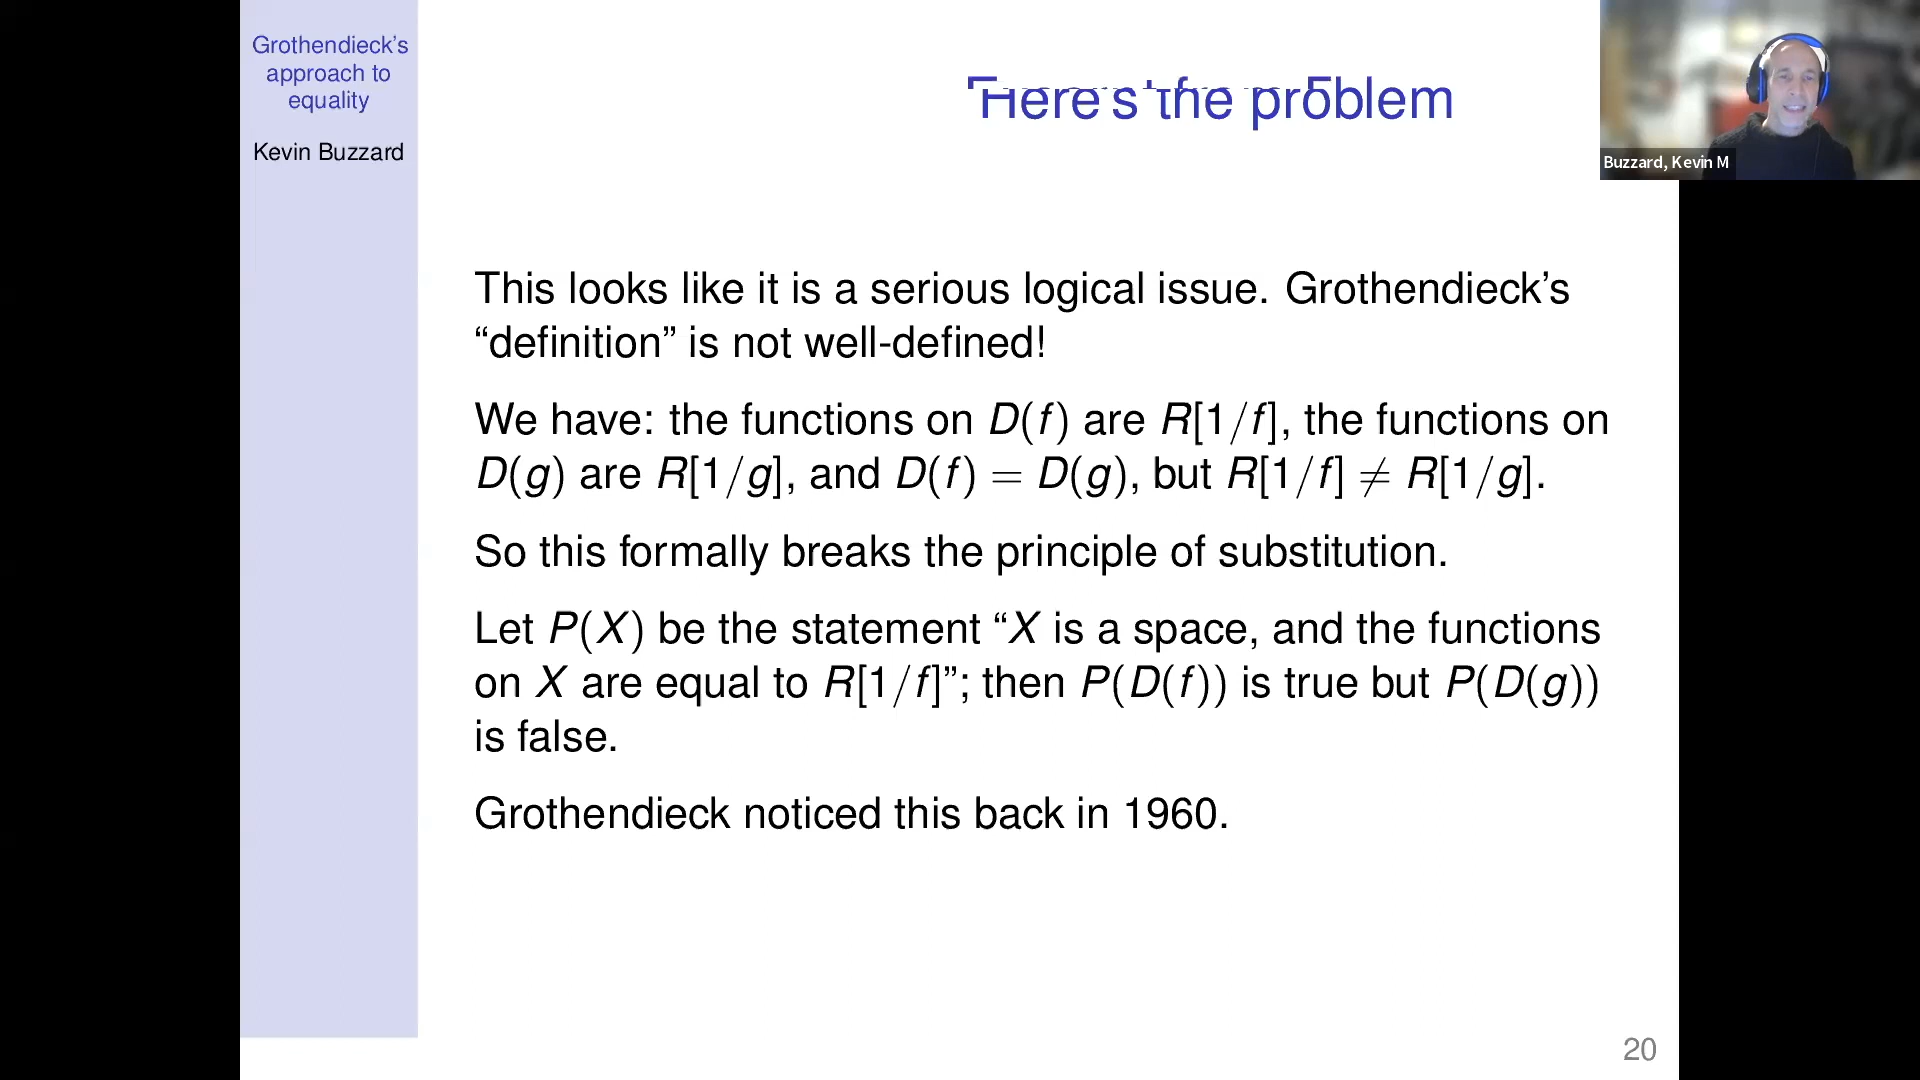 Grothendieck's
approach to
equality
Kevin Buzzard
Here's the problem
Buzzard, Kevin M
This looks like it is a serious logical issue. Grothendieck's
“definition” is not well-defined!
We have: the functions on D(f) are R[1/f], the functions on
D(g) are R[1/g], and D(f) = D(g), but R[1/f] ≠ R[1/g].
So this formally breaks the principle of substitution.
Let P(X) be the statement “X is a space, and the functions
on X are equal to R[1/f]”; then P(D(f)) is true but P(D(g))
is false.
Grothendieck noticed this back in 1960.
20